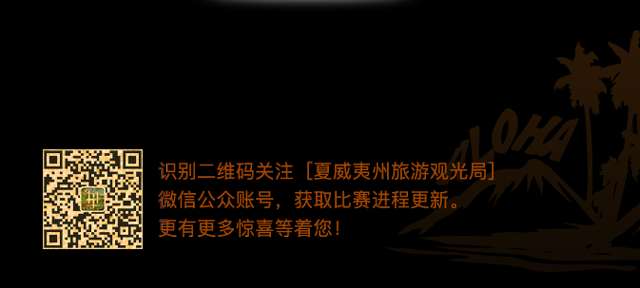 ALOHA
识别二维码关注［夏威夷州旅游观光局］
微信公众账号，获取比赛进程更新。
更有更多惊喜等着您！